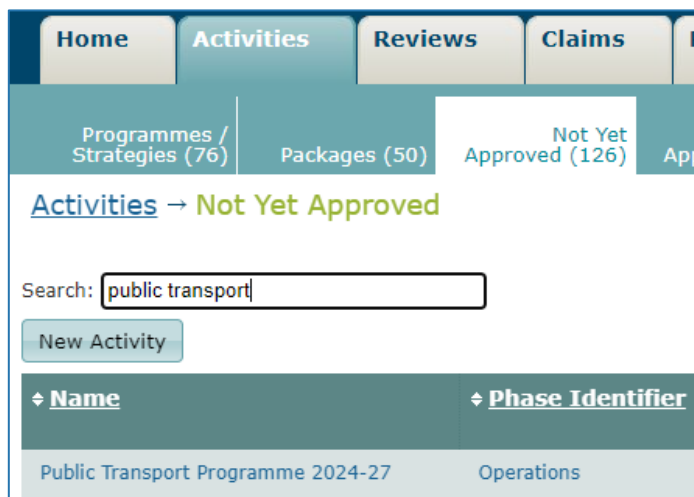 Home Activities Reviews Claims
Programmes /
Strategies (76) Packages (50) Not Yet
Approved (126) App
Activities → Not Yet Approved
Search: public transport
New Activity
Name Phase Identifier
Public Transport Programme 2024-27 Operations